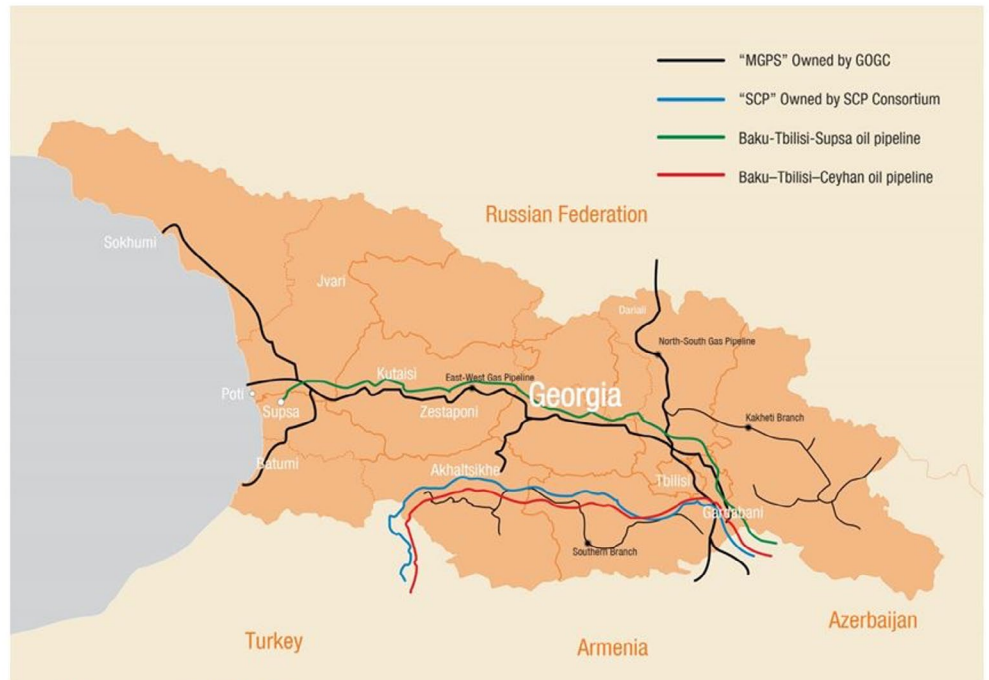 “MGPS” Owned by GOGC
“SCP” Owned by SCP Consortium
Baku-Tbilisi-Supsa oil pipeline
Baku–Tbilisi–Ceyhan oil pipeline
Russian Federation
Sokhumi
Jvari
Dariali
North-South Gas Pipeline
Kutaisi
East-West Gas Pipeline
Georgia
Poti
Supsa
Zestaponi
Kakheti Branch
Batumi
Akhaltsikhe
Tbilisi
Gardabani
Southern Branch
Azerbaijan
Turkey
Armenia